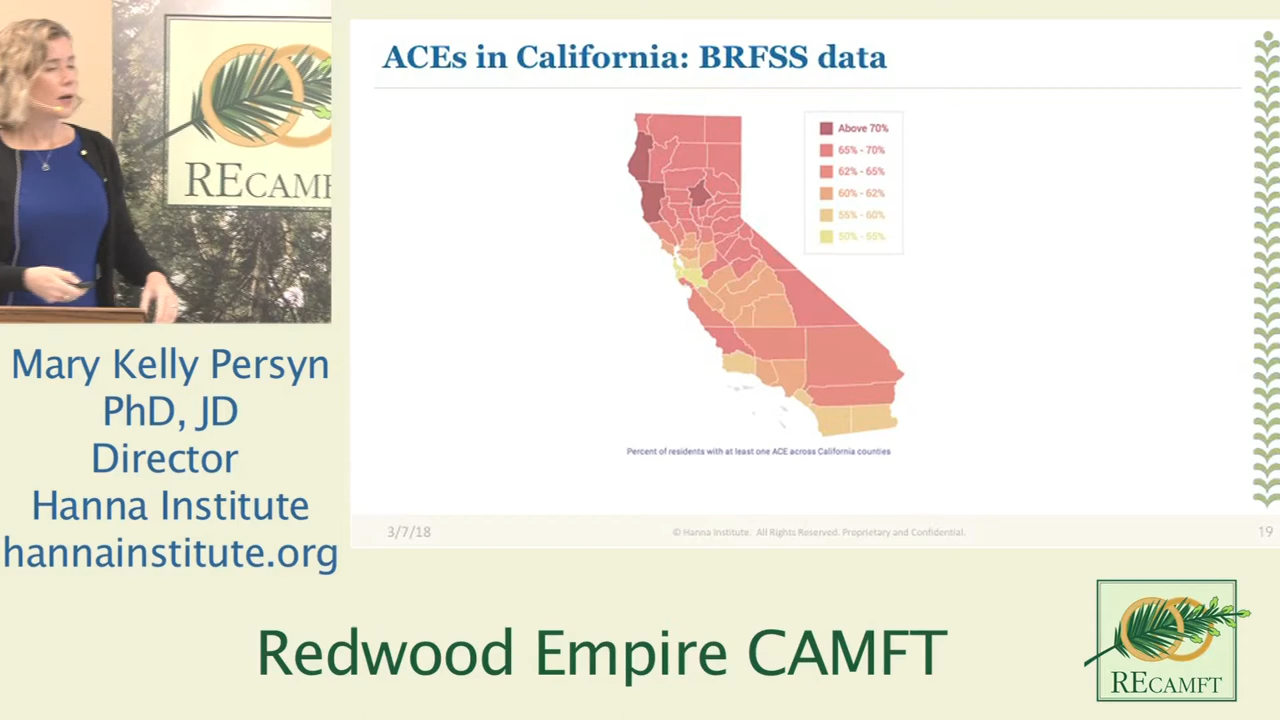 ACEs in California: BRFSS data
RECAMF
Above 70%
65% - 70%
62% - 65%
60% - 62%
55% - 60%
50% - 55%
Percent of residents with at least one ACE across California counties
3/7/18
© Hanna Institute. All Rights Reserved. Proprietary and Confidential.
19
Mary Kelly Persyn
PhD, JD
Director
Hanna Institute
hannainstitute.org
Redwood Empire CAMFT
RECAMFT